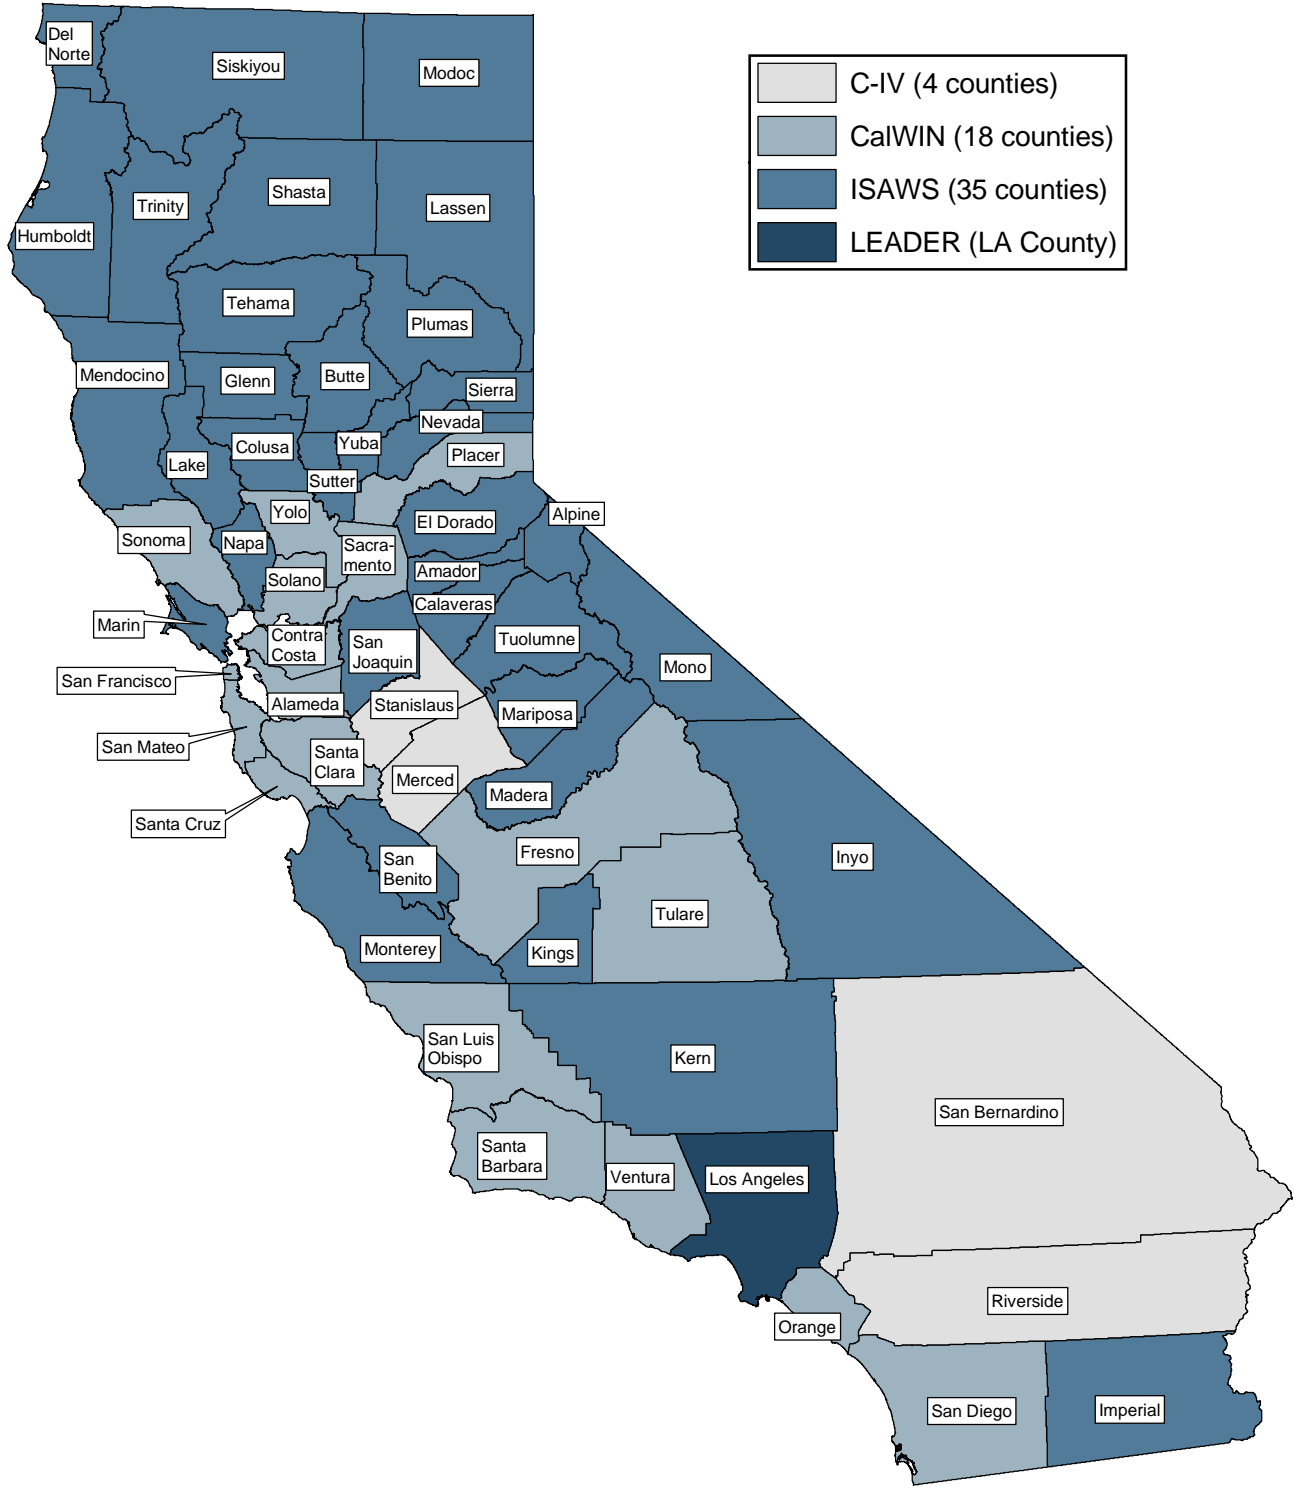 Del
Norte
Siskiyou
Modoc
C-IV (4 counties)
CalWIN (18 counties)
ISAWS (35 counties)
LEADER (LA County)
Shasta
Trinity
Lassen
Humboldt
Tehama
Plumas
Mendocino
Glenn
Butte
Sierra
Nevada
Yuba
Colusa
Placer
Lake
Sutter
Yolo
Alpine
El Dorado
Sonoma
Napa
Sacra-
mento
Amador
Solano
Calaveras
Marin
Contra
Costa
San
Joaquin
Tuolumne
Mono
San Francisco
Alameda
Stanislaus
Mariposa
San Mateo
Santa
Clara
Merced
Madera
Santa Cruz
Fresno
Inyo
San
Benito
Tulare
Monterey
Kings
San Luis
Obispo
Kern
San Bernardino
Santa
Barbara
Ventura
Los Angeles
Riverside
Orange
San Diego
Imperial